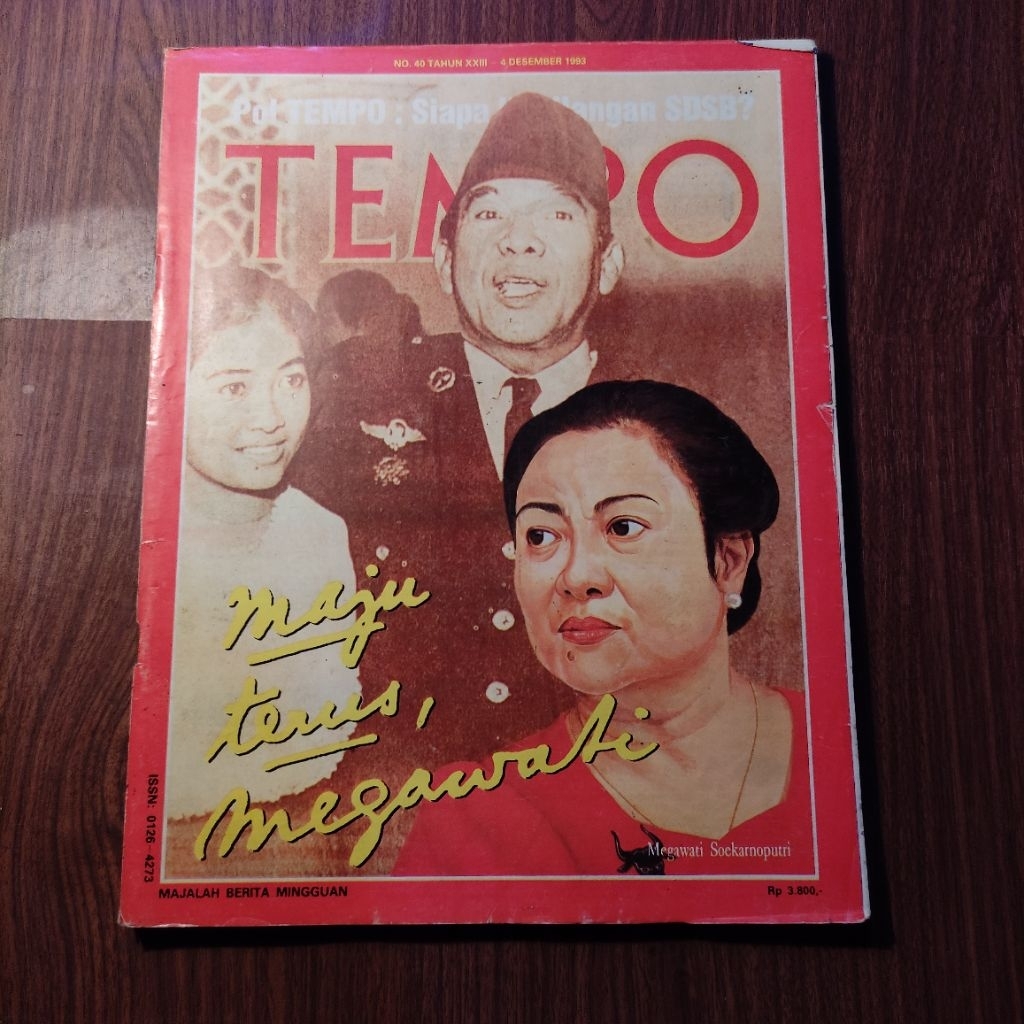 NO. 40 TAHUN XXIII - 4 DESEMBER 1993
Pol TEMPO : Siapa SDSB?
TEMPO
maju
terus,
megawati
Megawati Soekarnoputri
ISSN: 0126 4273
MAJALAH BERITA MINGGUAN
Rp 3.800,-